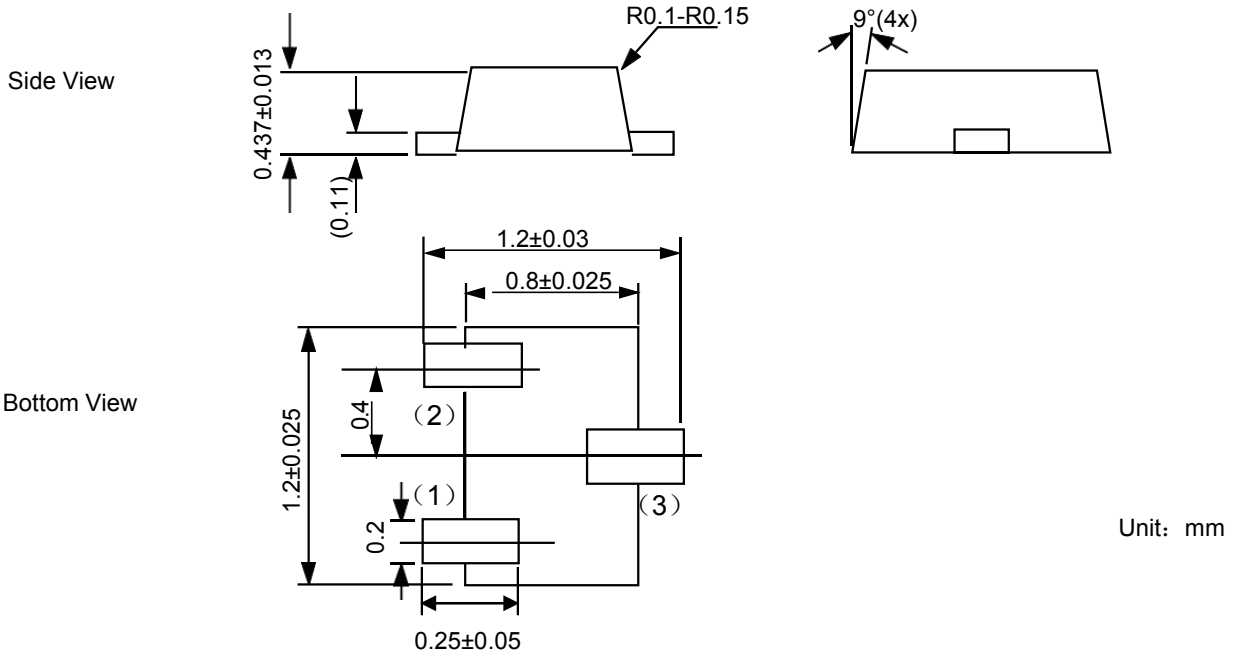 R0.1-R0.15
9°(4x)
Side View
0.437±0.013
(0.11)
1.2±0.03
0.8±0.025
Bottom View
1.2±0.025
0.4
（2）
（1）
（3）
0.2
Unit：mm
0.25±0.05